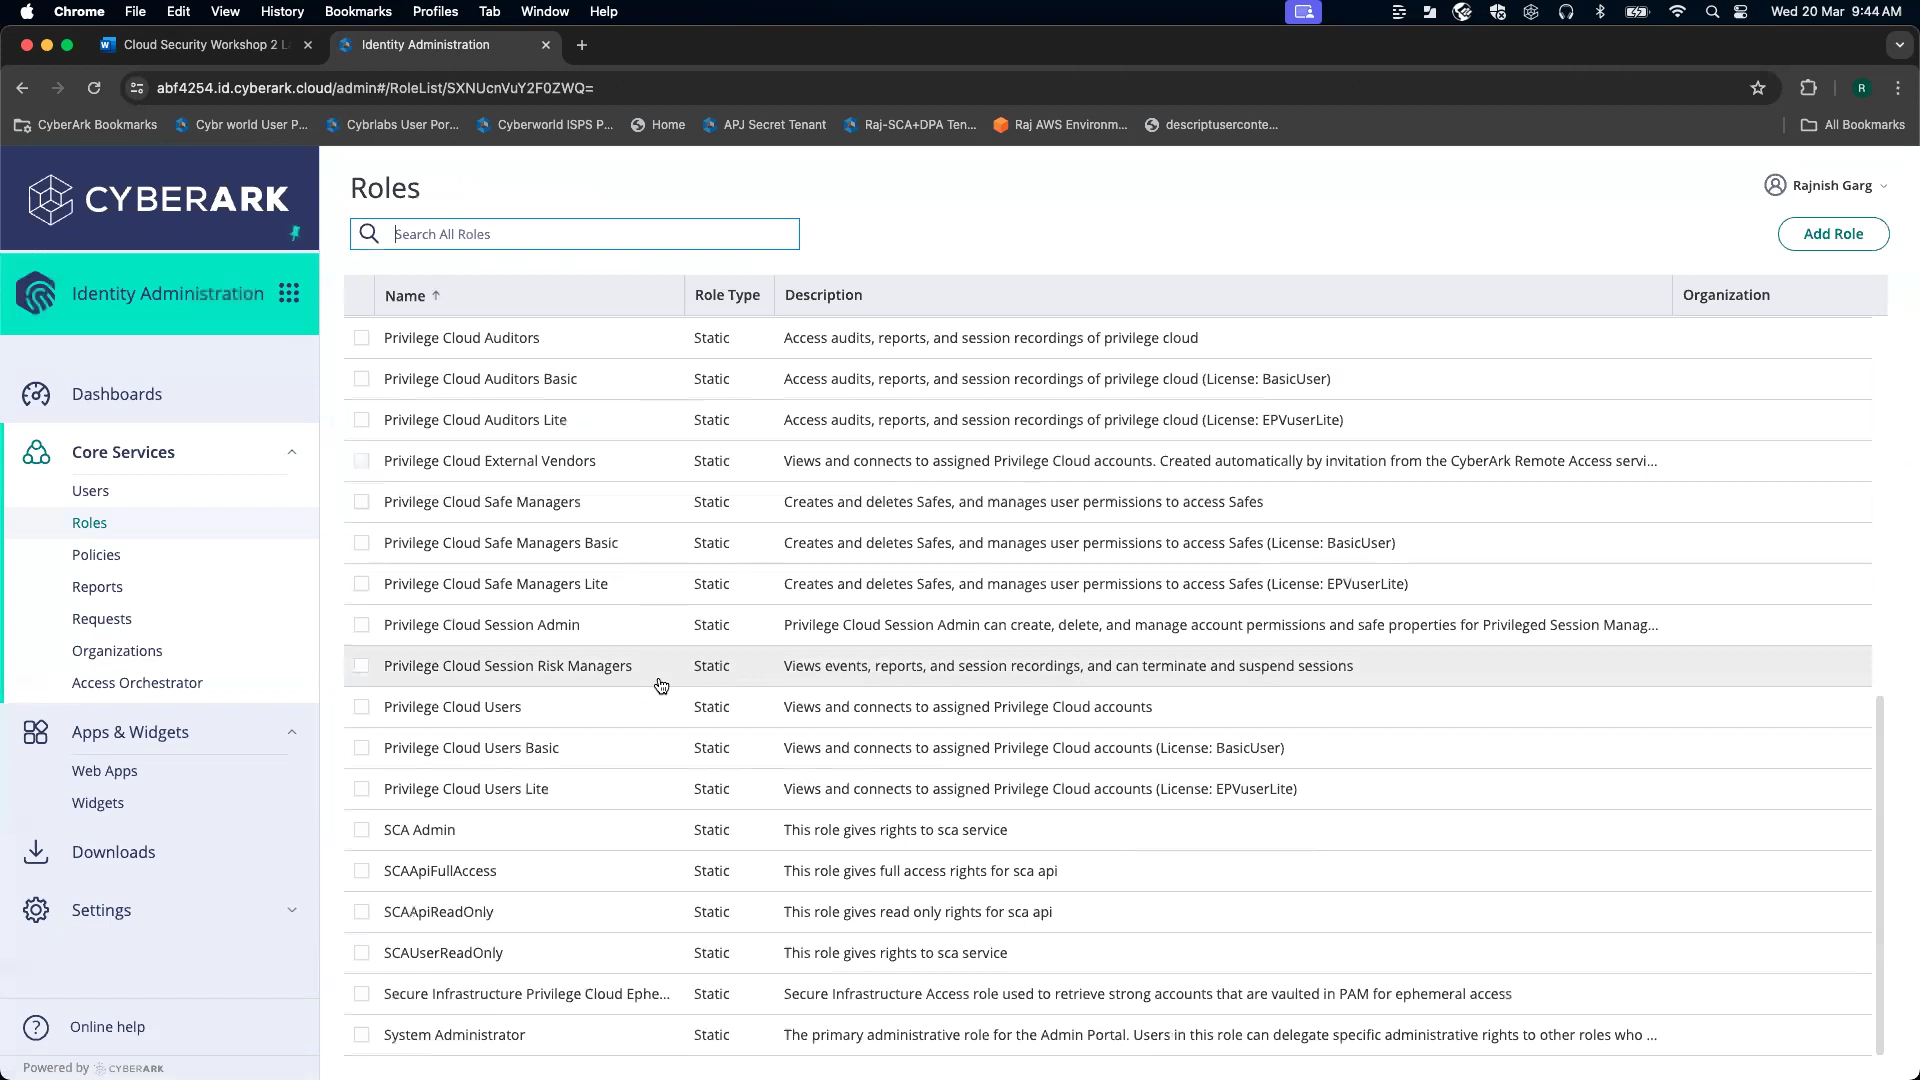 Chrome File Edit View History Bookmarks Profiles Tab Window Help Wed 20 Mar 9:44 AM
Cloud Security Workshop 2 L Identity Administration
abf4254.id.cyberark.cloud/admin#/RoleList/SXNUcnVuY2F0ZWQ=
CyberArk Bookmarks Cybr world User P... Cybrlabs User Por... Cyberworld ISPS P... Home APJ Secret Tenant Raj-SCA+DPA Ten... Raj AWS Environm... descriptuserconte... All Bookmarks
CYBERARK
Identity Administration
Dashboards
Core Services
Users
Roles
Policies
Reports
Requests
Organizations
Access Orchestrator
Apps & Widgets
Web Apps
Widgets
Downloads
Settings
Online help
Powered by CYBERARK
Roles
Rajnish Garg
Search All Roles
Add Role
Name Role Type Description Organization
Privilege Cloud Auditors Static Access audits, reports, and session recordings of privilege cloud
Privilege Cloud Auditors Basic Static Access audits, reports, and session recordings of privilege cloud (License: BasicUser)
Privilege Cloud Auditors Lite Static Access audits, reports, and session recordings of privilege cloud (License: EPVuserLite)
Privilege Cloud External Vendors Static Views and connects to assigned Privilege Cloud accounts. Created automatically by invitation from the CyberArk Remote Access servi...
Privilege Cloud Safe Managers Static Creates and deletes Safes, and manages user permissions to access Safes
Privilege Cloud Safe Managers Basic Static Creates and deletes Safes, and manages user permissions to access Safes (License: BasicUser)
Privilege Cloud Safe Managers Lite Static Creates and deletes Safes, and manages user permissions to access Safes (License: EPVuserLite)
Privilege Cloud Session Admin Static Privilege Cloud Session Admin can create, delete, and manage account permissions and safe properties for Privileged Session Manag...
Privilege Cloud Session Risk Managers Static Views events, reports, and session recordings, and can terminate and suspend sessions
Privilege Cloud Users Static Views and connects to assigned Privilege Cloud accounts
Privilege Cloud Users Basic Static Views and connects to assigned Privilege Cloud accounts (License: BasicUser)
Privilege Cloud Users Lite Static Views and connects to assigned Privilege Cloud accounts (License: EPVuserLite)
SCA Admin Static This role gives rights to sca service
SCAApiFullAccess Static This role gives full access rights for sca api
SCAApiReadOnly Static This role gives read only rights for sca api
SCAUserReadOnly Static This role gives rights to sca service
Secure Infrastructure Privilege Cloud Ephe... Static Secure Infrastructure Access role used to retrieve strong accounts that are vaulted in PAM for ephemeral access
System Administrator Static The primary administrative role for the Admin Portal. Users in this role can delegate specific administrative rights to other roles who ...